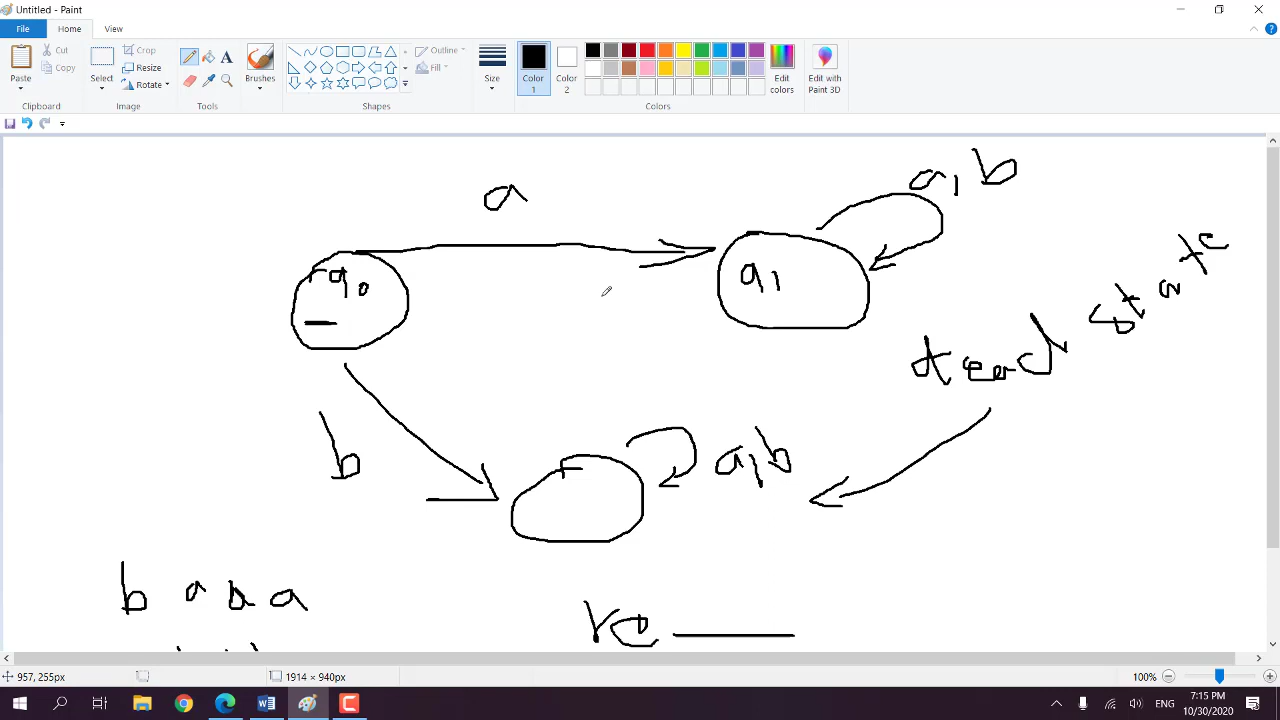 Untitled - Paint
File Home View
Paste
Cut
Copy
Clipboard
Select
Crop
Resize
Rotate
Image
Tools
Brushes
Shapes
Outline
Fill
Size
Color 1
Color 2
Colors
Edit colors
Edit with Paint 3D
a
a, b
q0
q1
dead state
b
a, b
b a b a
re
957, 255px
1914 × 940px
100%
ENG
7:15 PM
10/30/2020